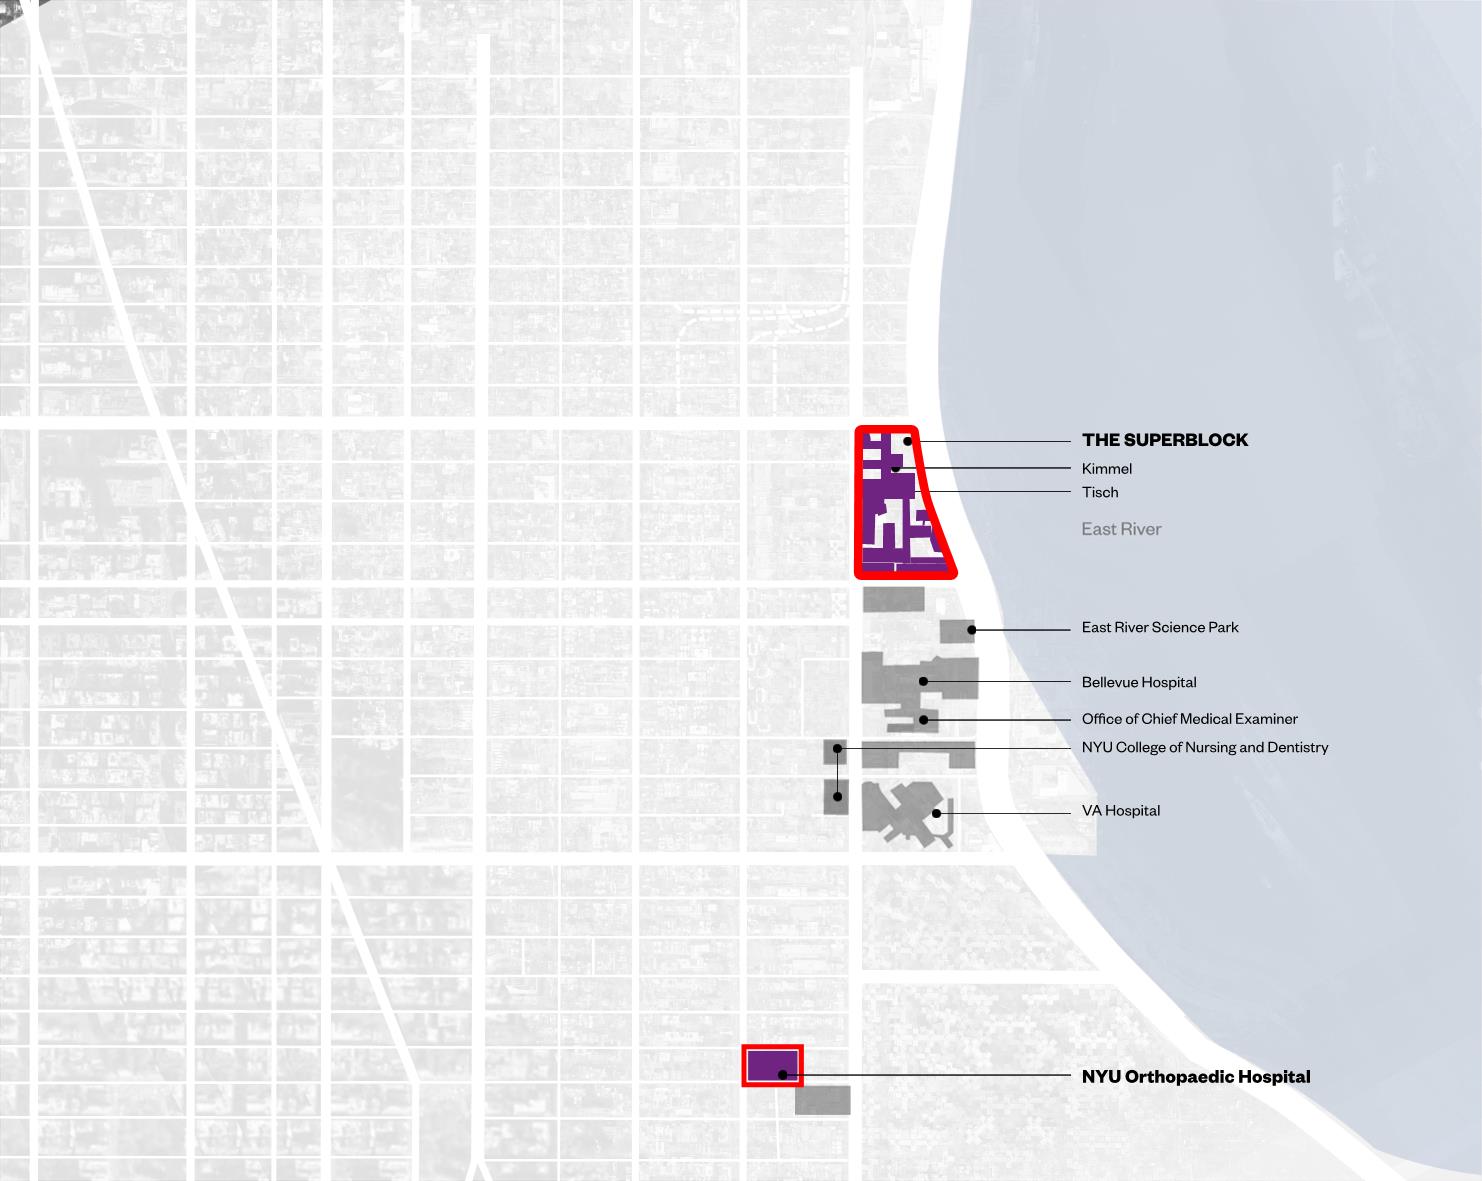 THE SUPERBLOCK
Kimmel
Tisch
East River
East River Science Park
Bellevue Hospital
Office of Chief Medical Examiner
NYU College of Nursing and Dentistry
VA Hospital
NYU Orthopaedic Hospital